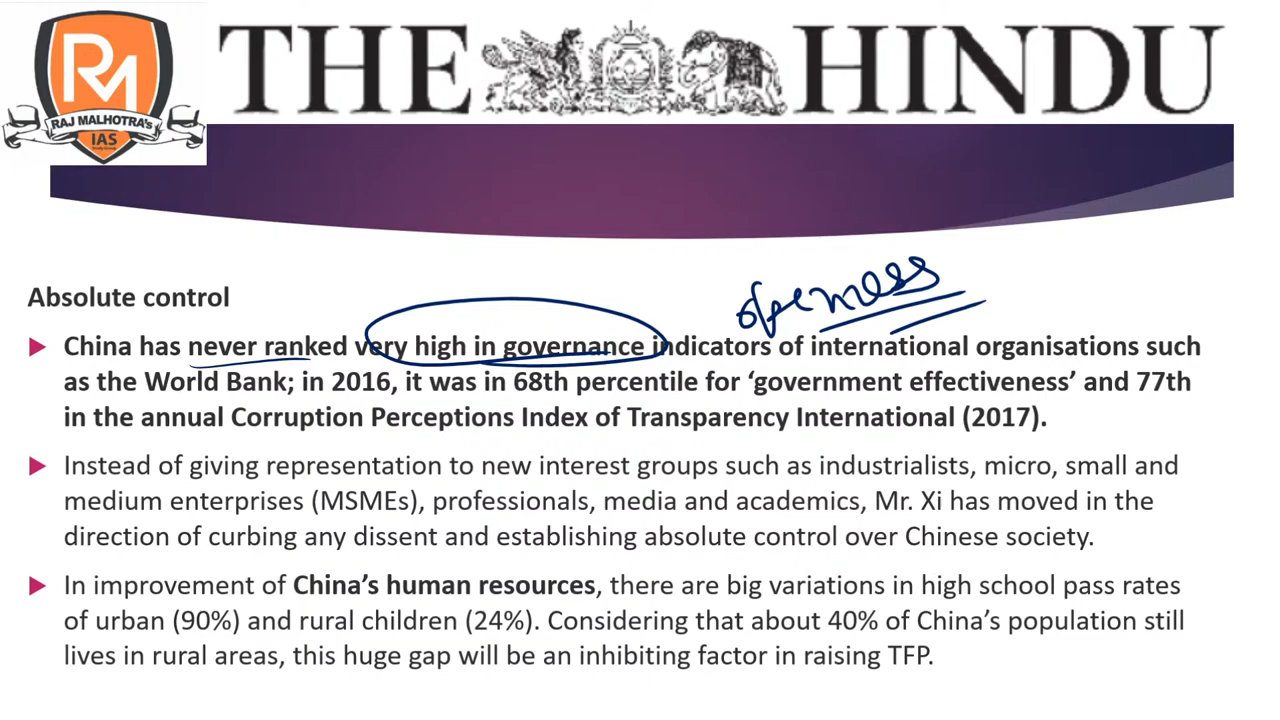 RM
RAJ MALHOTRA'S
IAS
Study Group
THE HINDU
openness
Absolute control
China has never ranked very high in governance indicators of international organisations such
as the World Bank; in 2016, it was in 68th percentile for ‘government effectiveness’ and 77th
in the annual Corruption Perceptions Index of Transparency International (2017).
Instead of giving representation to new interest groups such as industrialists, micro, small and
medium enterprises (MSMEs), professionals, media and academics, Mr. Xi has moved in the
direction of curbing any dissent and establishing absolute control over Chinese society.
In improvement of China’s human resources, there are big variations in high school pass rates
of urban (90%) and rural children (24%). Considering that about 40% of China’s population still
lives in rural areas, this huge gap will be an inhibiting factor in raising TFP.